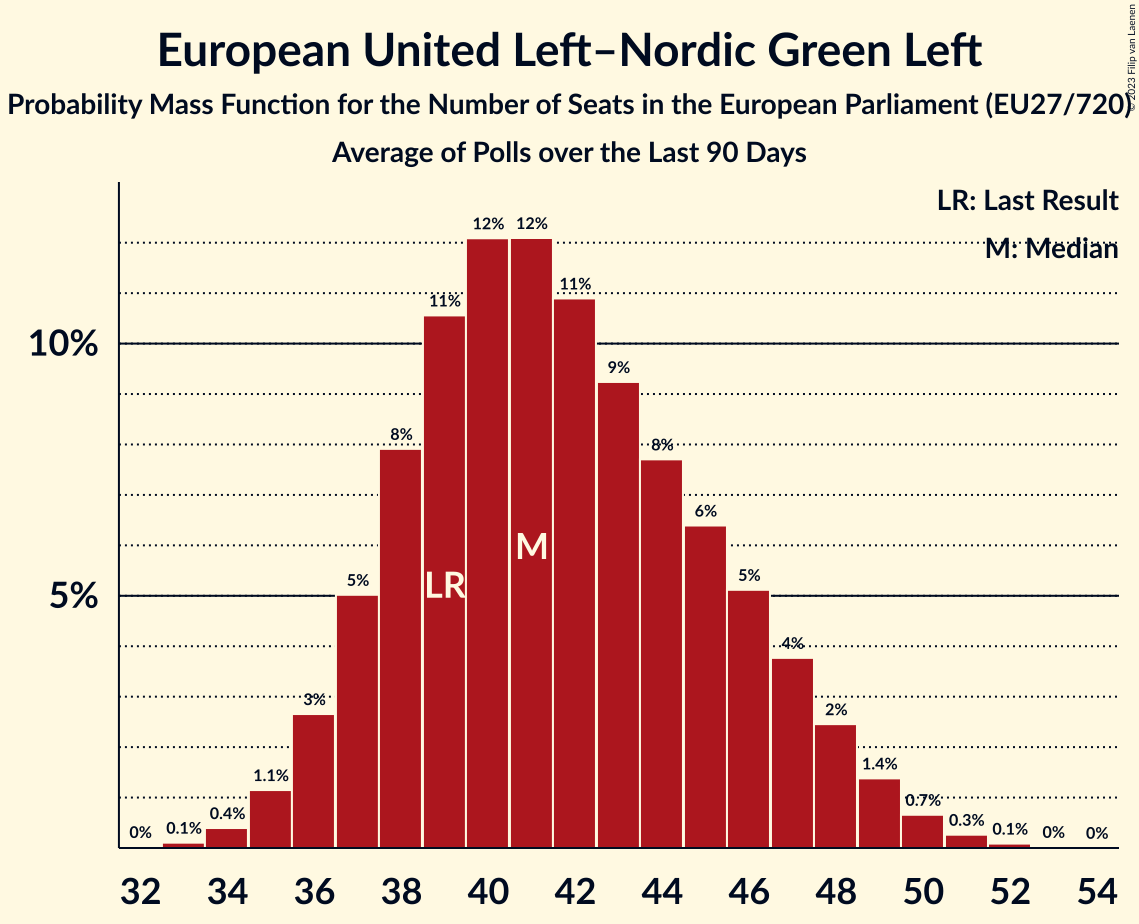 European United Left–Nordic Green Left
Probability Mass Function for the Number of Seats in the European Parliament (EU27/720)
Average of Polls over the Last 90 Days
© 2023 Filip van Laenen
LR: Last Result
M: Median
10%
5%
0%
0.1%
0.4%
1.1%
3%
5%
8%
11%
12%
12%
11%
9%
8%
6%
5%
4%
2%
1.4%
0.7%
0.3%
0.1%
0%
0%
LR
M
32 34 36 38 40 42 44 46 48 50 52 54